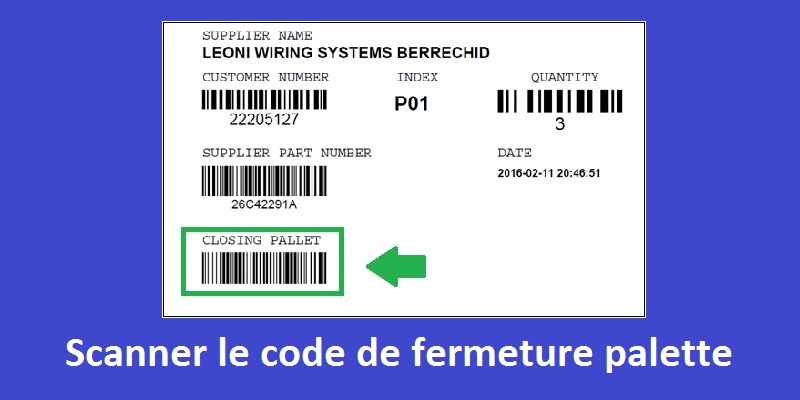 SUPPLIER NAME
LEONI WIRING SYSTEMS BERRECHID
CUSTOMER NUMBER INDEX QUANTITY
22205127 P01 3
SUPPLIER PART NUMBER DATE
26C42291A 2016-02-11 20:46:51
CLOSING PALLET
Scanner le code de fermeture palette